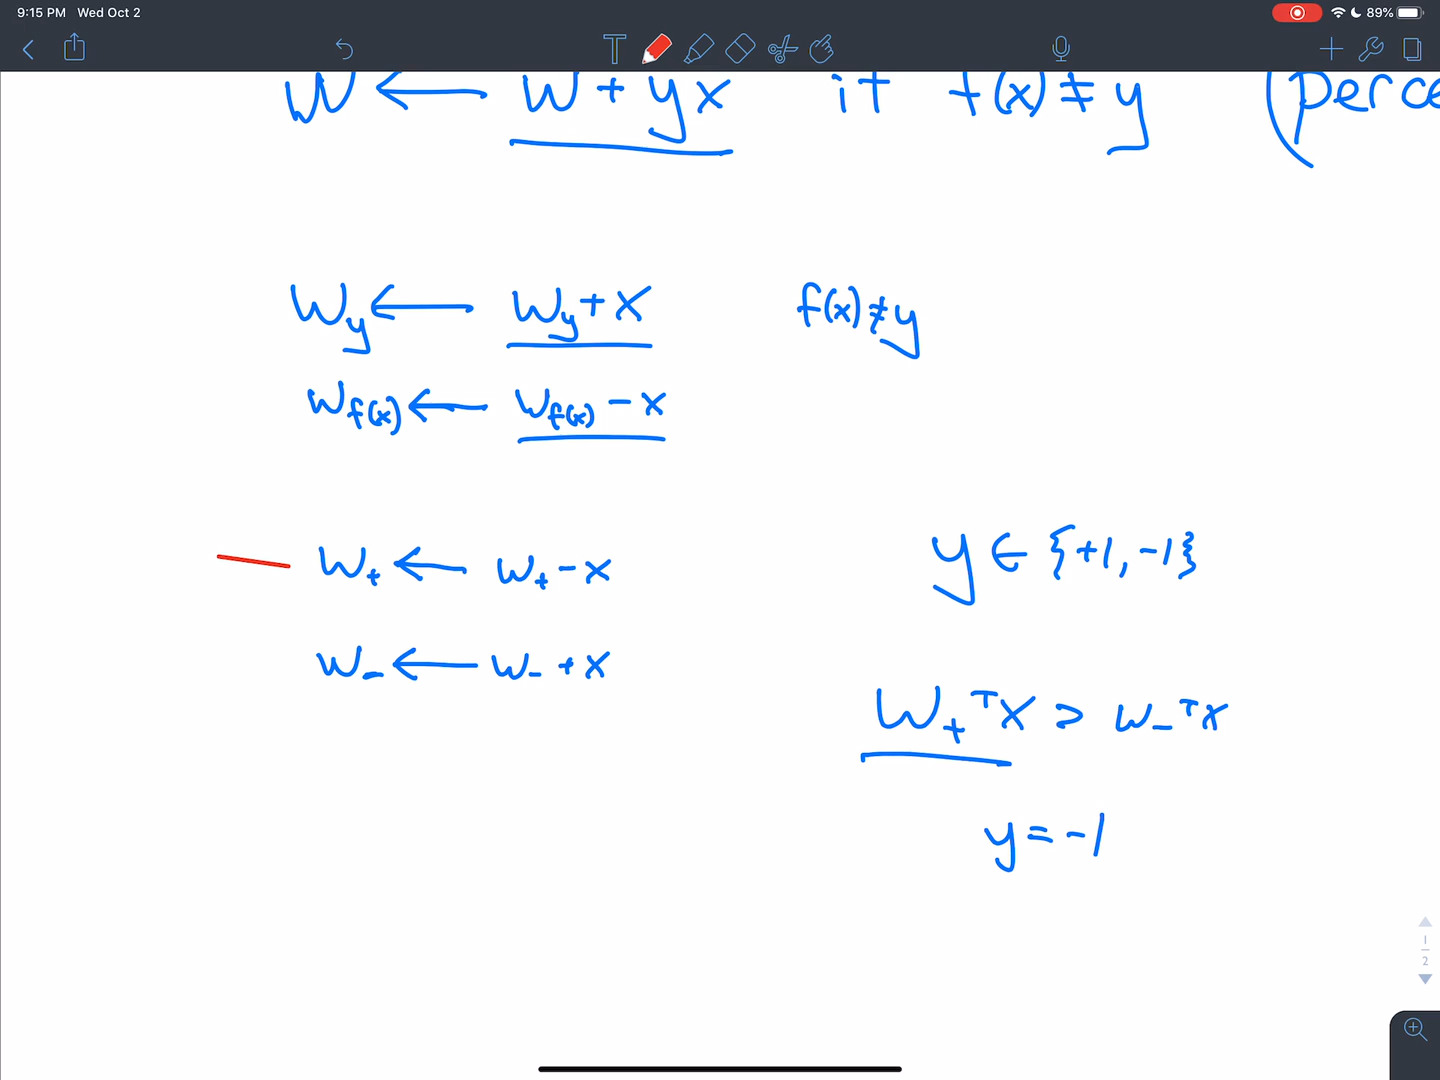 9:15 PM Wed Oct 2
89%
T
W ← W + yx if f(x) ≠ y (perce
W_y ← W_y + x f(x) ≠ y
W_f(x) ← W_f(x) − x
W_+ ← W_+ − x y ∈ {+1, −1}
W_- ← W_- + x
W_+^T x > W_-^T x
y = −1
1
2